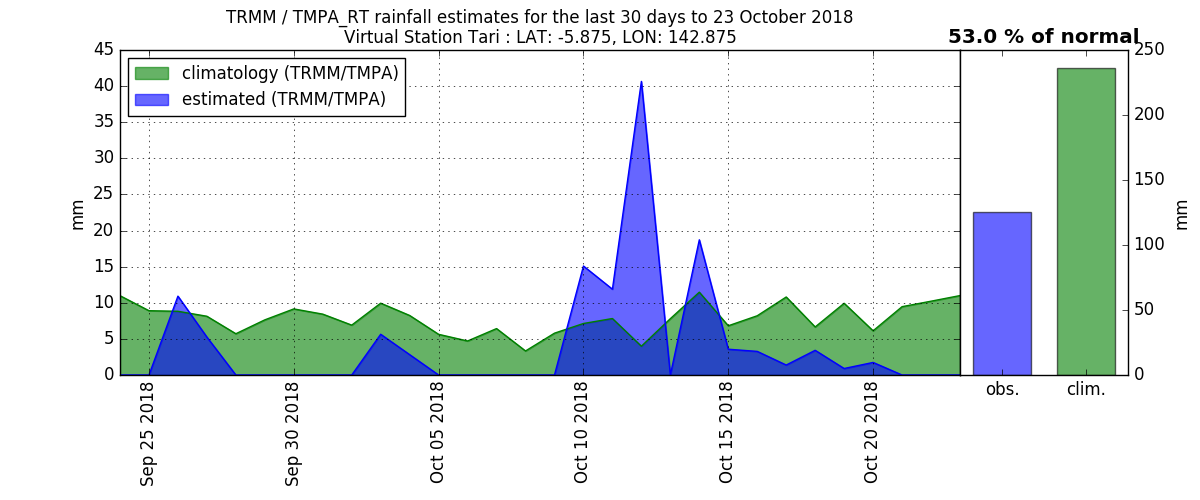 TRMM / TMPA_RT rainfall estimates for the last 30 days to 23 October 2018
Virtual Station Tari : LAT: -5.875, LON: 142.875
53.0 % of normal
climatology (TRMM/TMPA)
estimated (TRMM/TMPA)
45
40
35
30
25
20
15
10
5
0
mm
Sep 25 2018
Sep 30 2018
Oct 05 2018
Oct 10 2018
Oct 15 2018
Oct 20 2018
250
200
150
100
50
0
mm
obs.
clim.